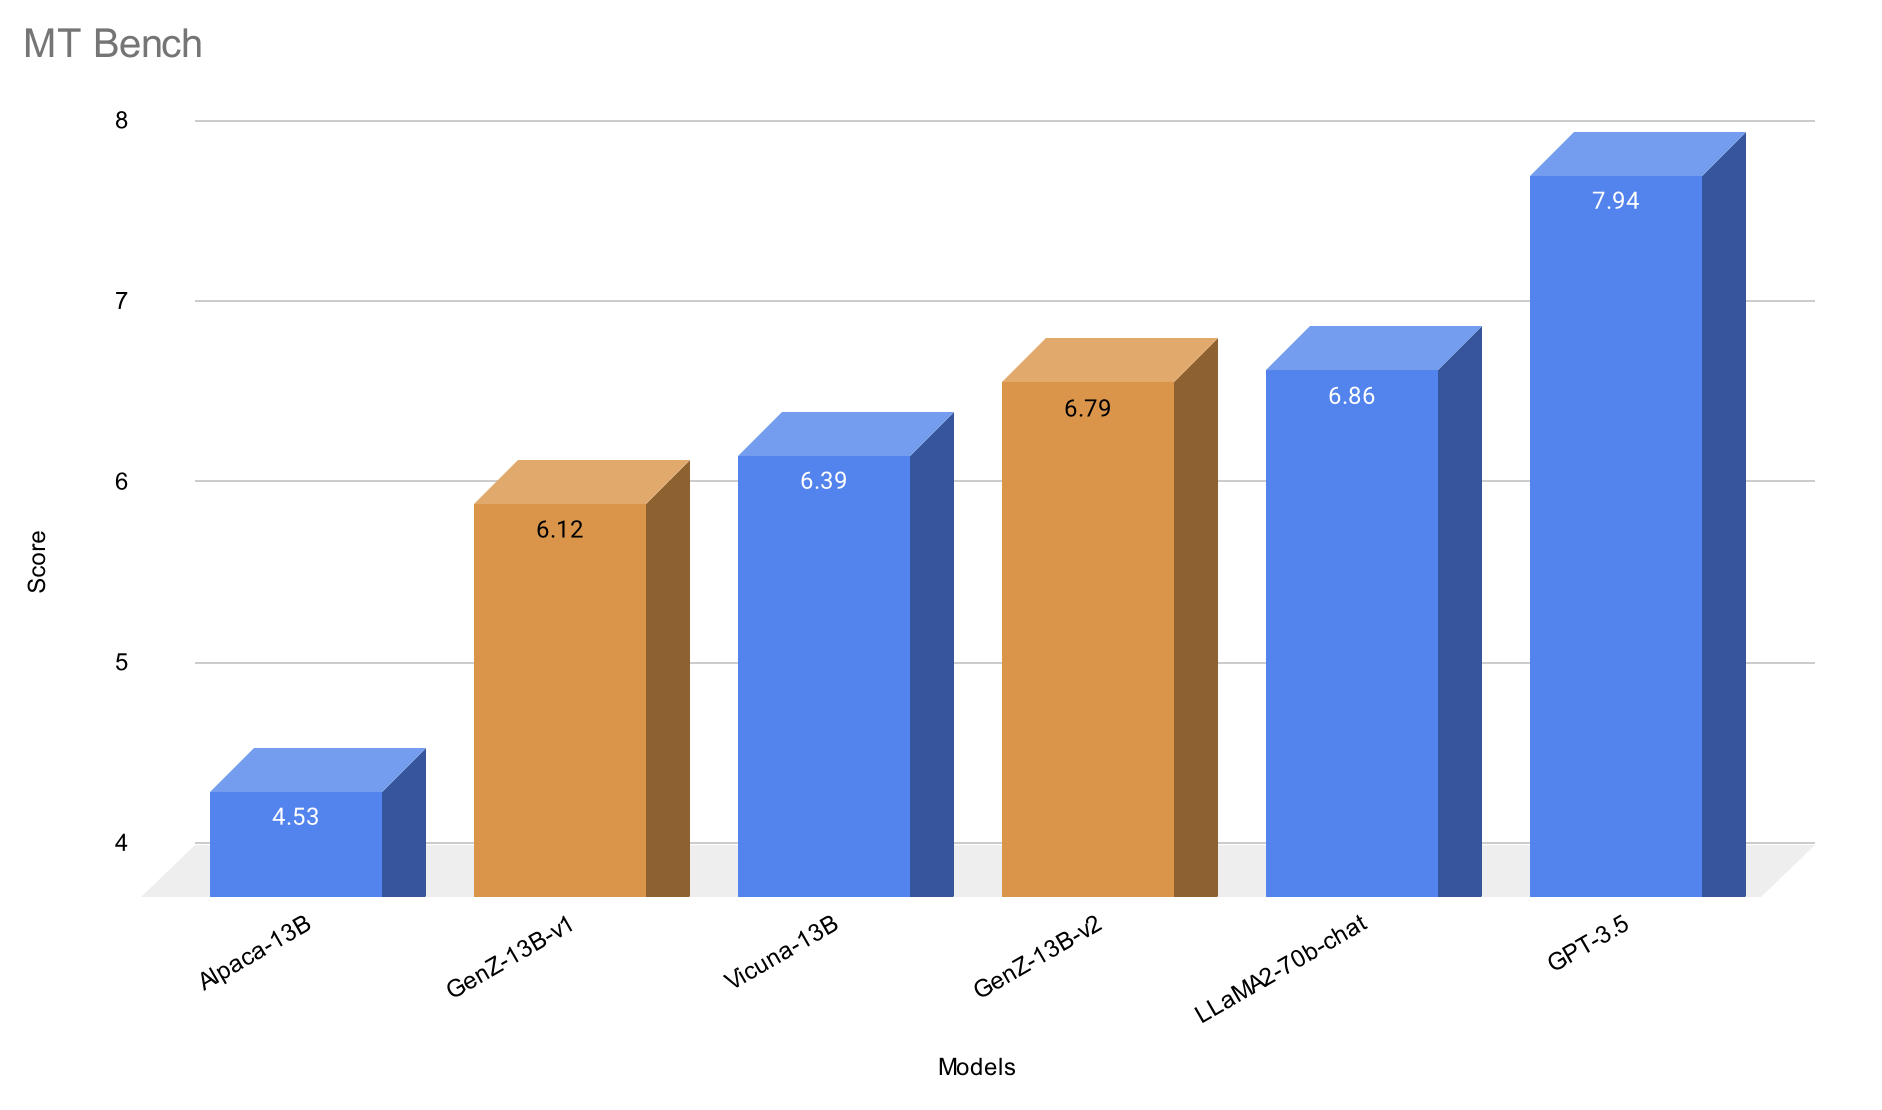 MT Bench
8
7
6
5
4
Score
7.94
6.86
6.79
6.39
6.12
4.53
Alpaca-13B
GenZ-13B-v1
Vicuna-13B
GenZ-13B-v2
LLaMA2-70b-chat
GPT-3.5
Models